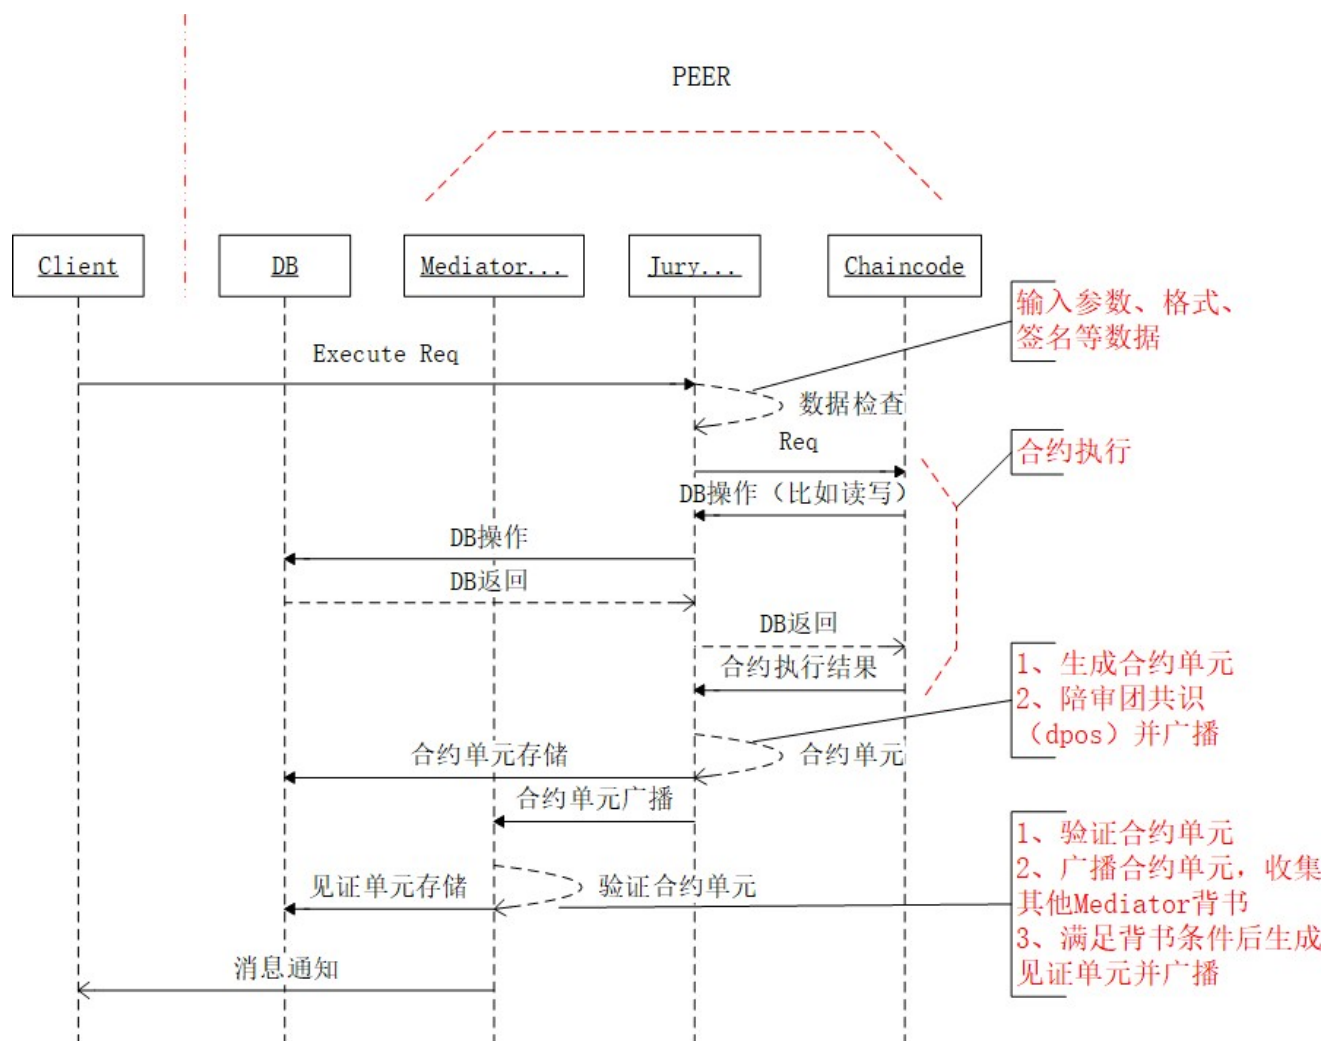 PEER
Client
DB
Mediator...
Jury...
Chaincode
输入参数、格式、
签名等数据
Execute Req
数据检查
Req
合约执行
DB操作（比如读写）
DB操作
DB返回
DB返回
合约执行结果
1、生成合约单元
2、陪审团共识
（dpos）并广播
合约单元存储
合约单元
合约单元广播
1、验证合约单元
2、广播合约单元，收集
其他Mediator背书
3、满足背书条件后生成
见证单元并广播
见证单元存储
验证合约单元
消息通知